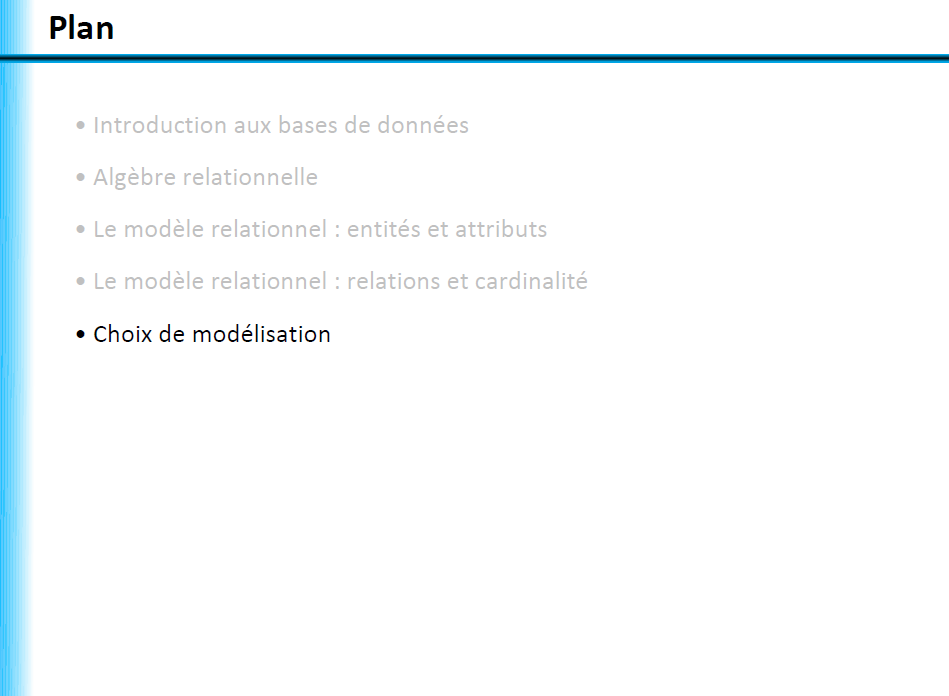 Plan
• Introduction aux bases de données
• Algèbre relationnelle
• Le modèle relationnel : entités et attributs
• Le modèle relationnel : relations et cardinalité
• Choix de modélisation